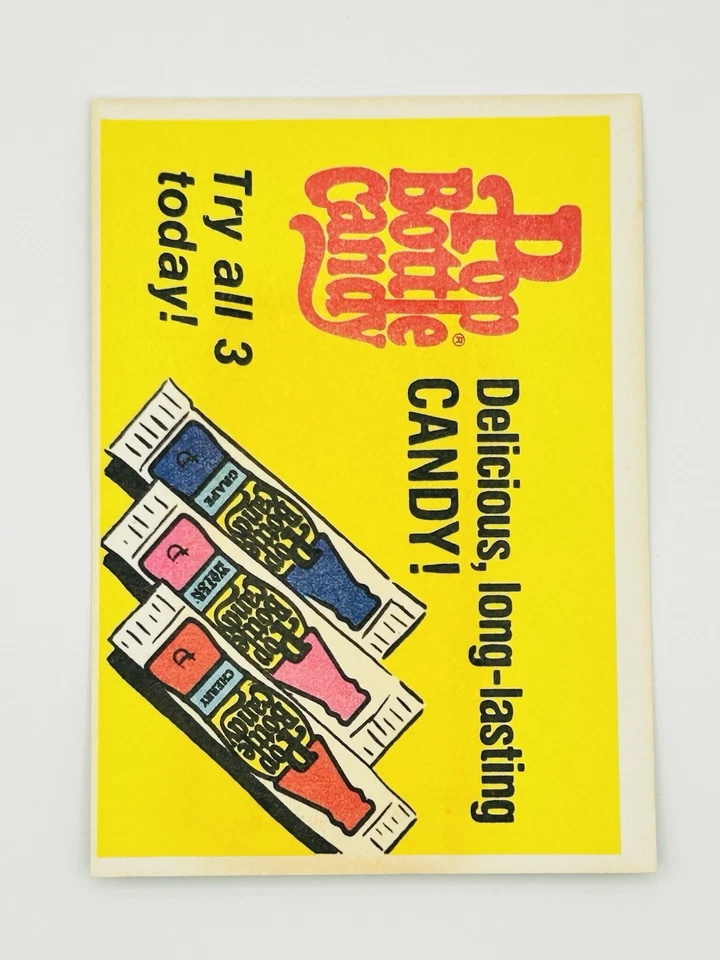 Pop
Bottle
Candy®
Delicious, long-lasting
CANDY!
Try all 3
today!
t
GRAPE
Pop
Bottle
Candy
t
Pop
Bottle
Candy
t
CHERRY
Pop
Bottle
Candy